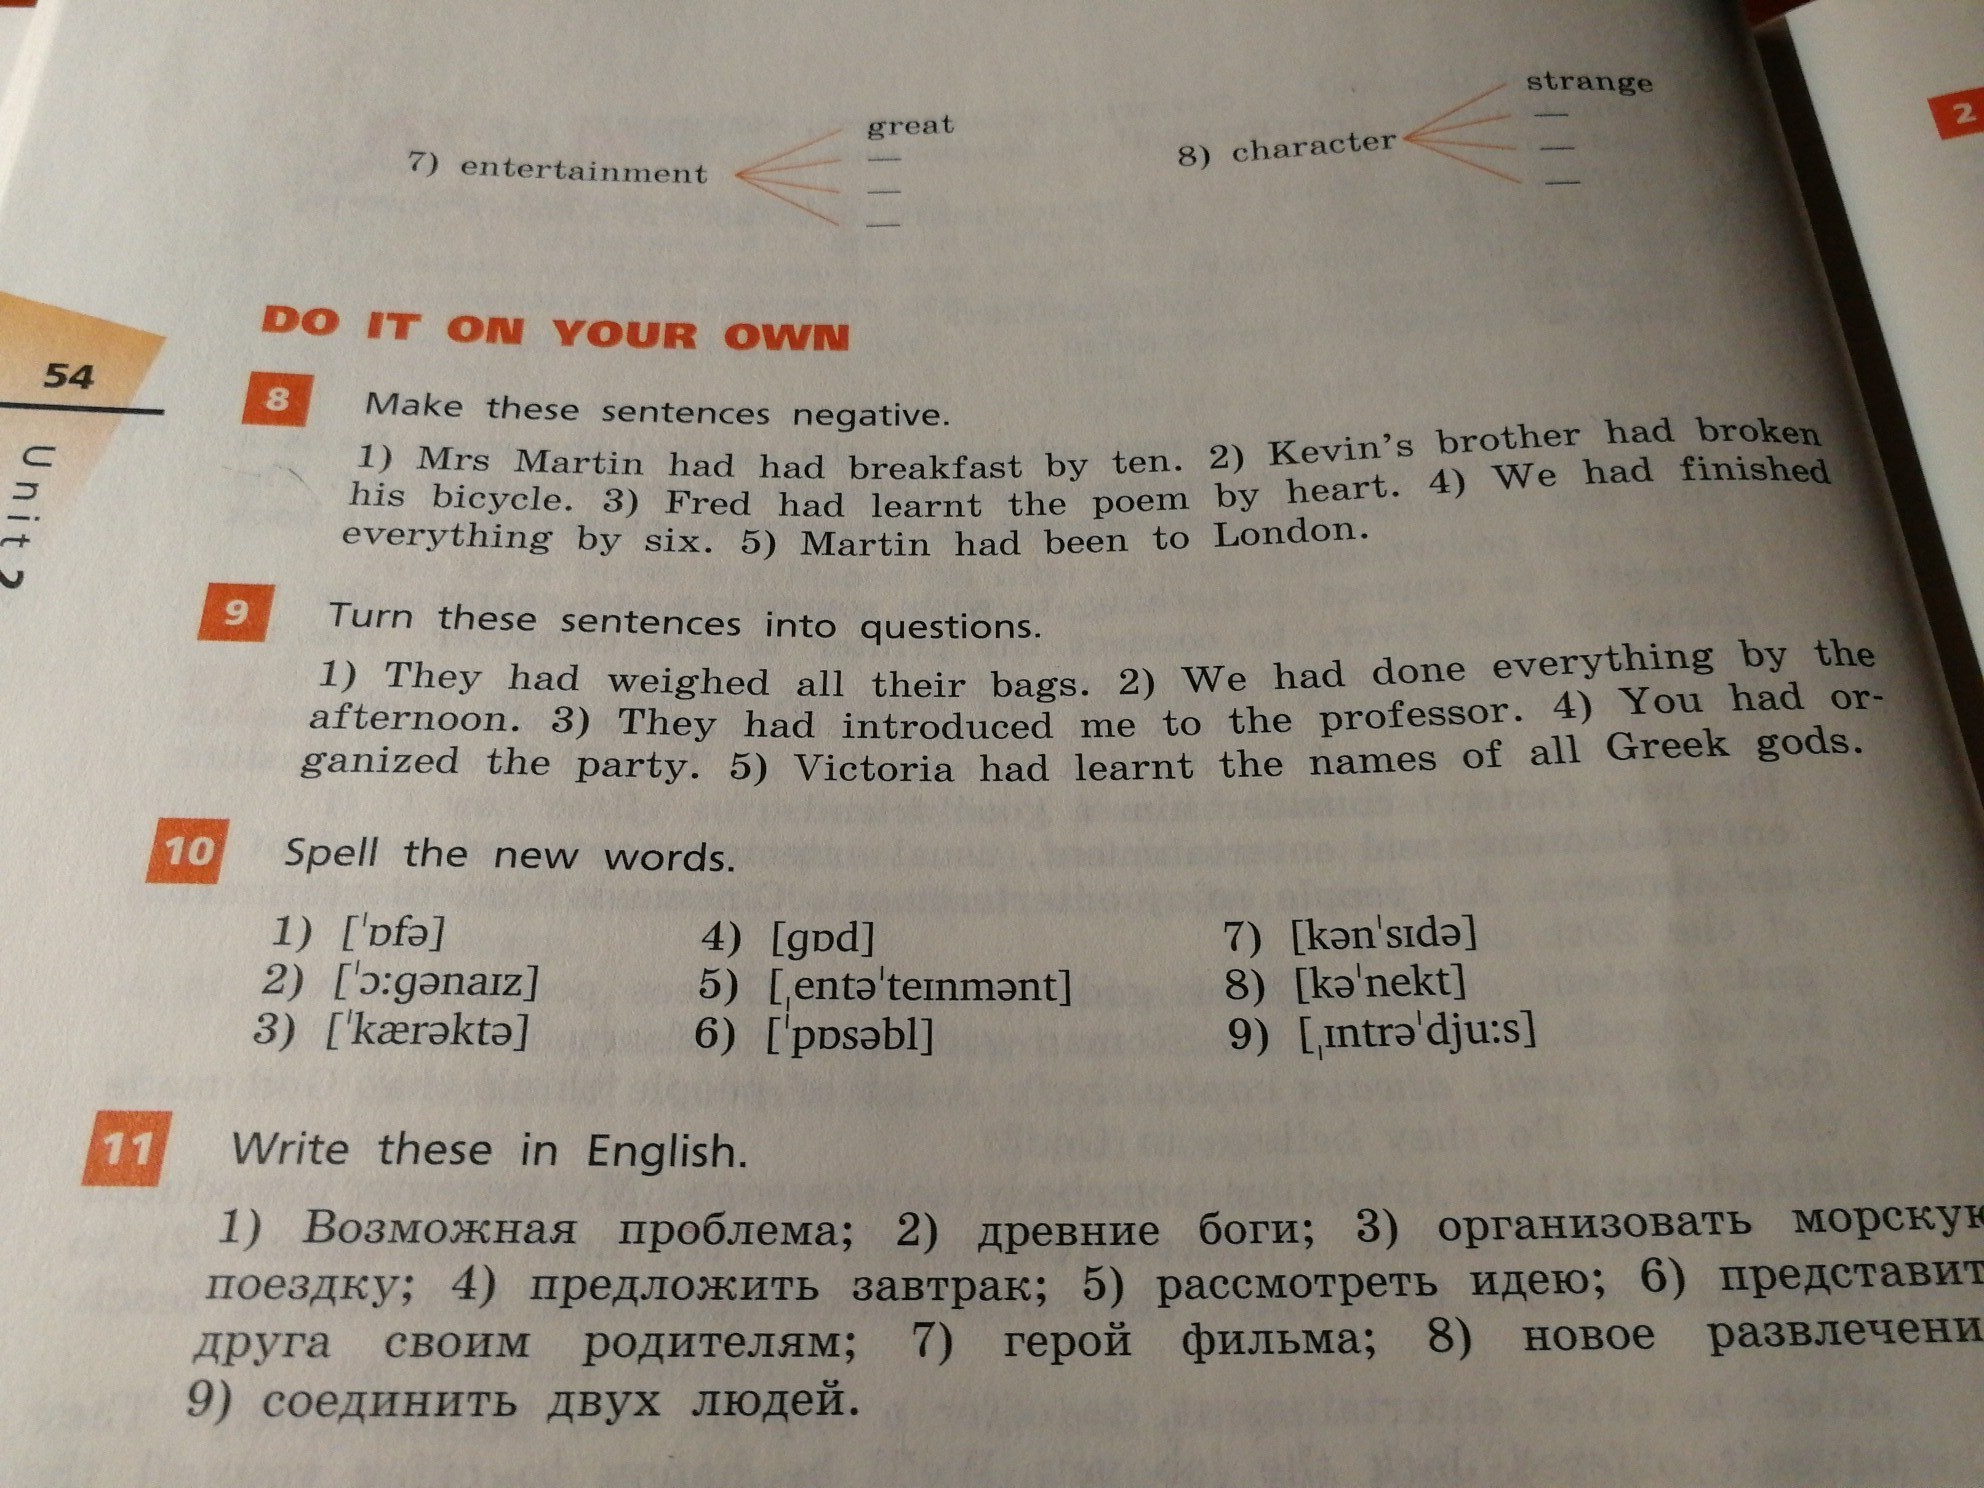 strange
great
7) entertainment
8) character
2
DO IT ON YOUR OWN
54
Unit 2
8 Make these sentences negative.
1) Mrs Martin had had breakfast by ten. 2) Kevin's brother had broken
his bicycle. 3) Fred had learnt the poem by heart. 4) We had finished
everything by six. 5) Martin had been to London.
9 Turn these sentences into questions.
1) They had weighed all their bags. 2) We had done everything by the
afternoon. 3) They had introduced me to the professor. 4) You had or-
ganized the party. 5) Victoria had learnt the names of all Greek gods.
10 Spell the new words.
1) [ˈɒfə] 4) [gɒd] 7) [kənˈsɪdə]
2) [ˈɔ:gənaɪz] 5) [ˌentəˈteɪnmənt] 8) [kəˈnekt]
3) [ˈkærəktə] 6) [ˈpɒsəbl] 9) [ˌɪntrəˈdju:s]
11 Write these in English.
1) Возможная проблема; 2) древние боги; 3) организовать морскую
поездку; 4) предложить завтрак; 5) рассмотреть идею; 6) представит
друга своим родителям; 7) герой фильма; 8) новое развлечени
9) соединить двух людей.